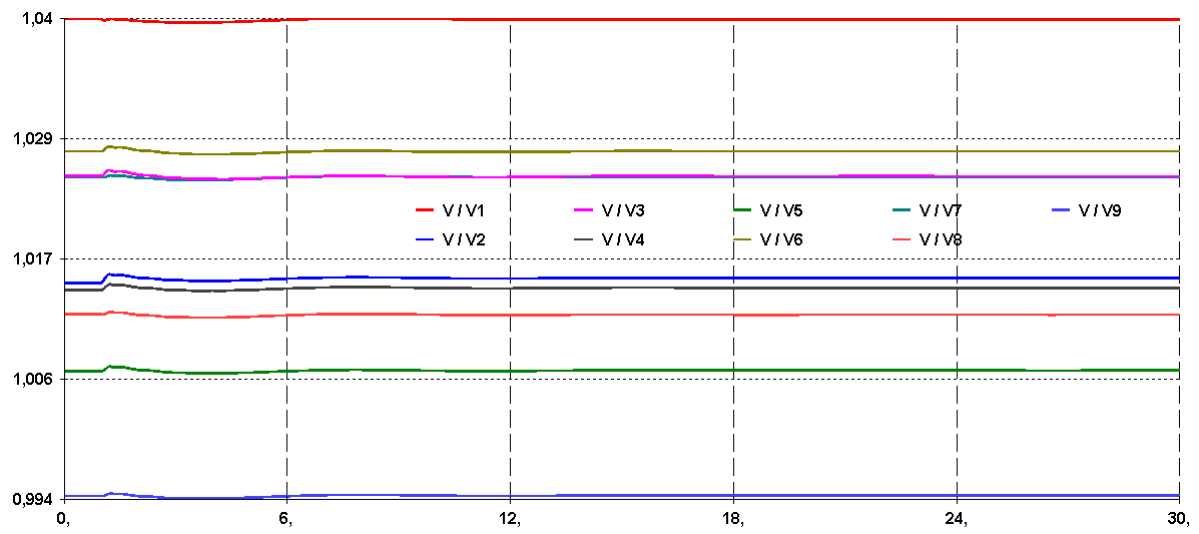 1,04
1,029
V / V1 V / V3 V / V5 V / V7 V / V9
V / V2 V / V4 V / V6 V / V8
1,017
1,006
0,994
0, 6, 12, 18, 24, 30,